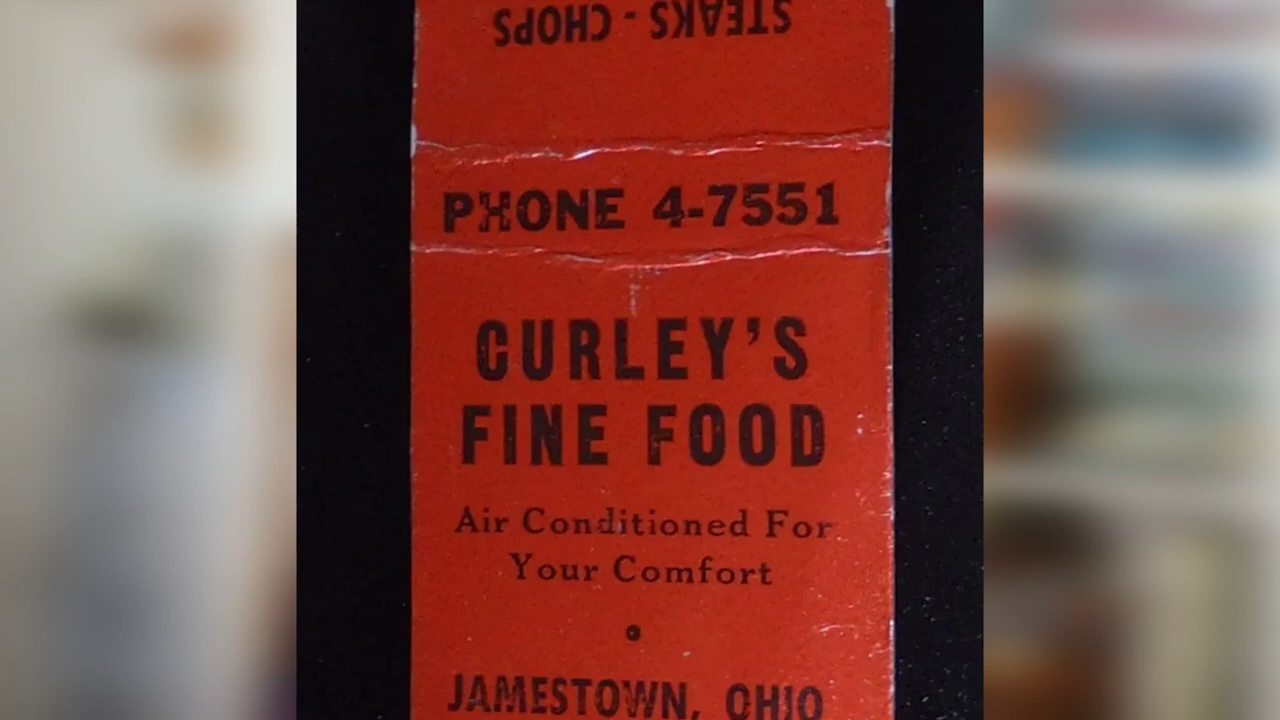 STEAKS - CHOPS
PHONE 4-7551
CURLEY'S
FINE FOOD
Air Conditioned For
Your Comfort
JAMESTOWN, OHIO